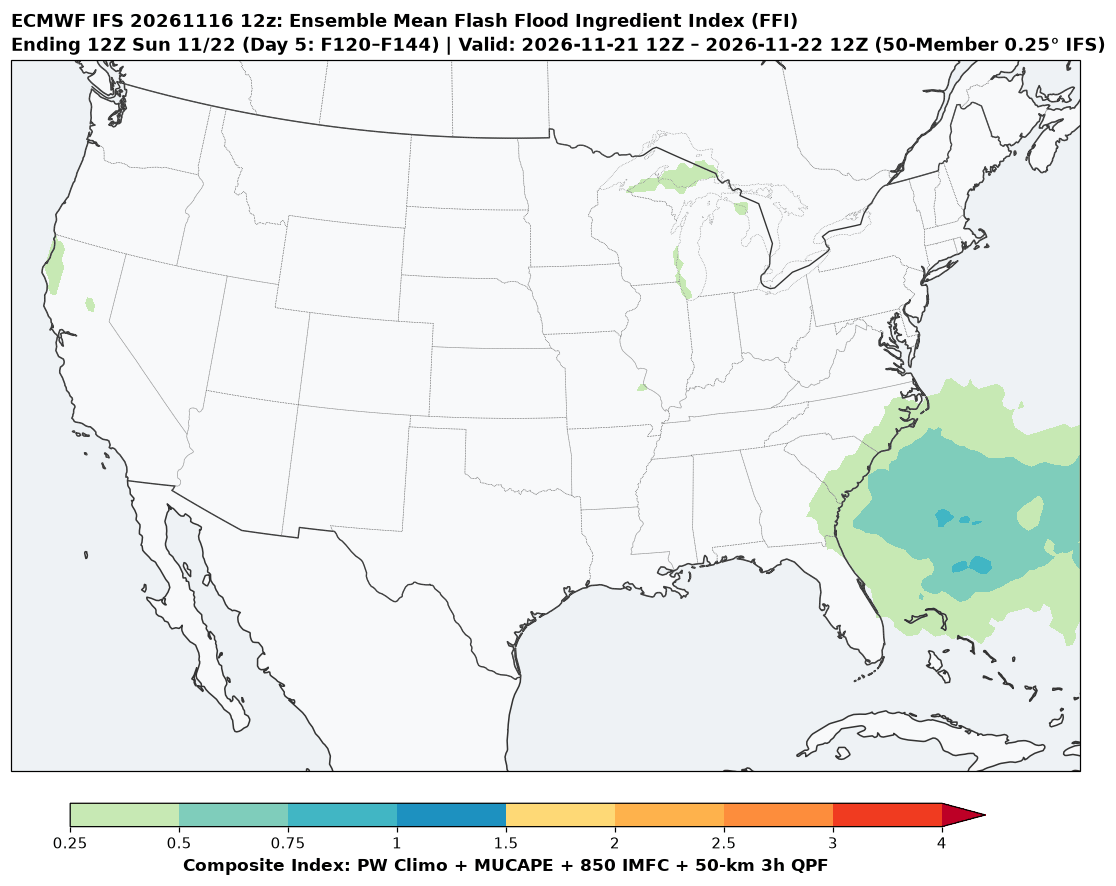 ECMWF IFS 20261116 12z: Ensemble Mean Flash Flood Ingredient Index (FFI)
Ending 12Z Sun 11/22 (Day 5: F120–F144) | Valid: 2026-11-21 12Z – 2026-11-22 12Z (50-Member 0.25° IFS)
0.25 0.5 0.75 1 1.5 2 2.5 3 4
Composite Index: PW Climo + MUCAPE + 850 IMFC + 50-km 3h QPF